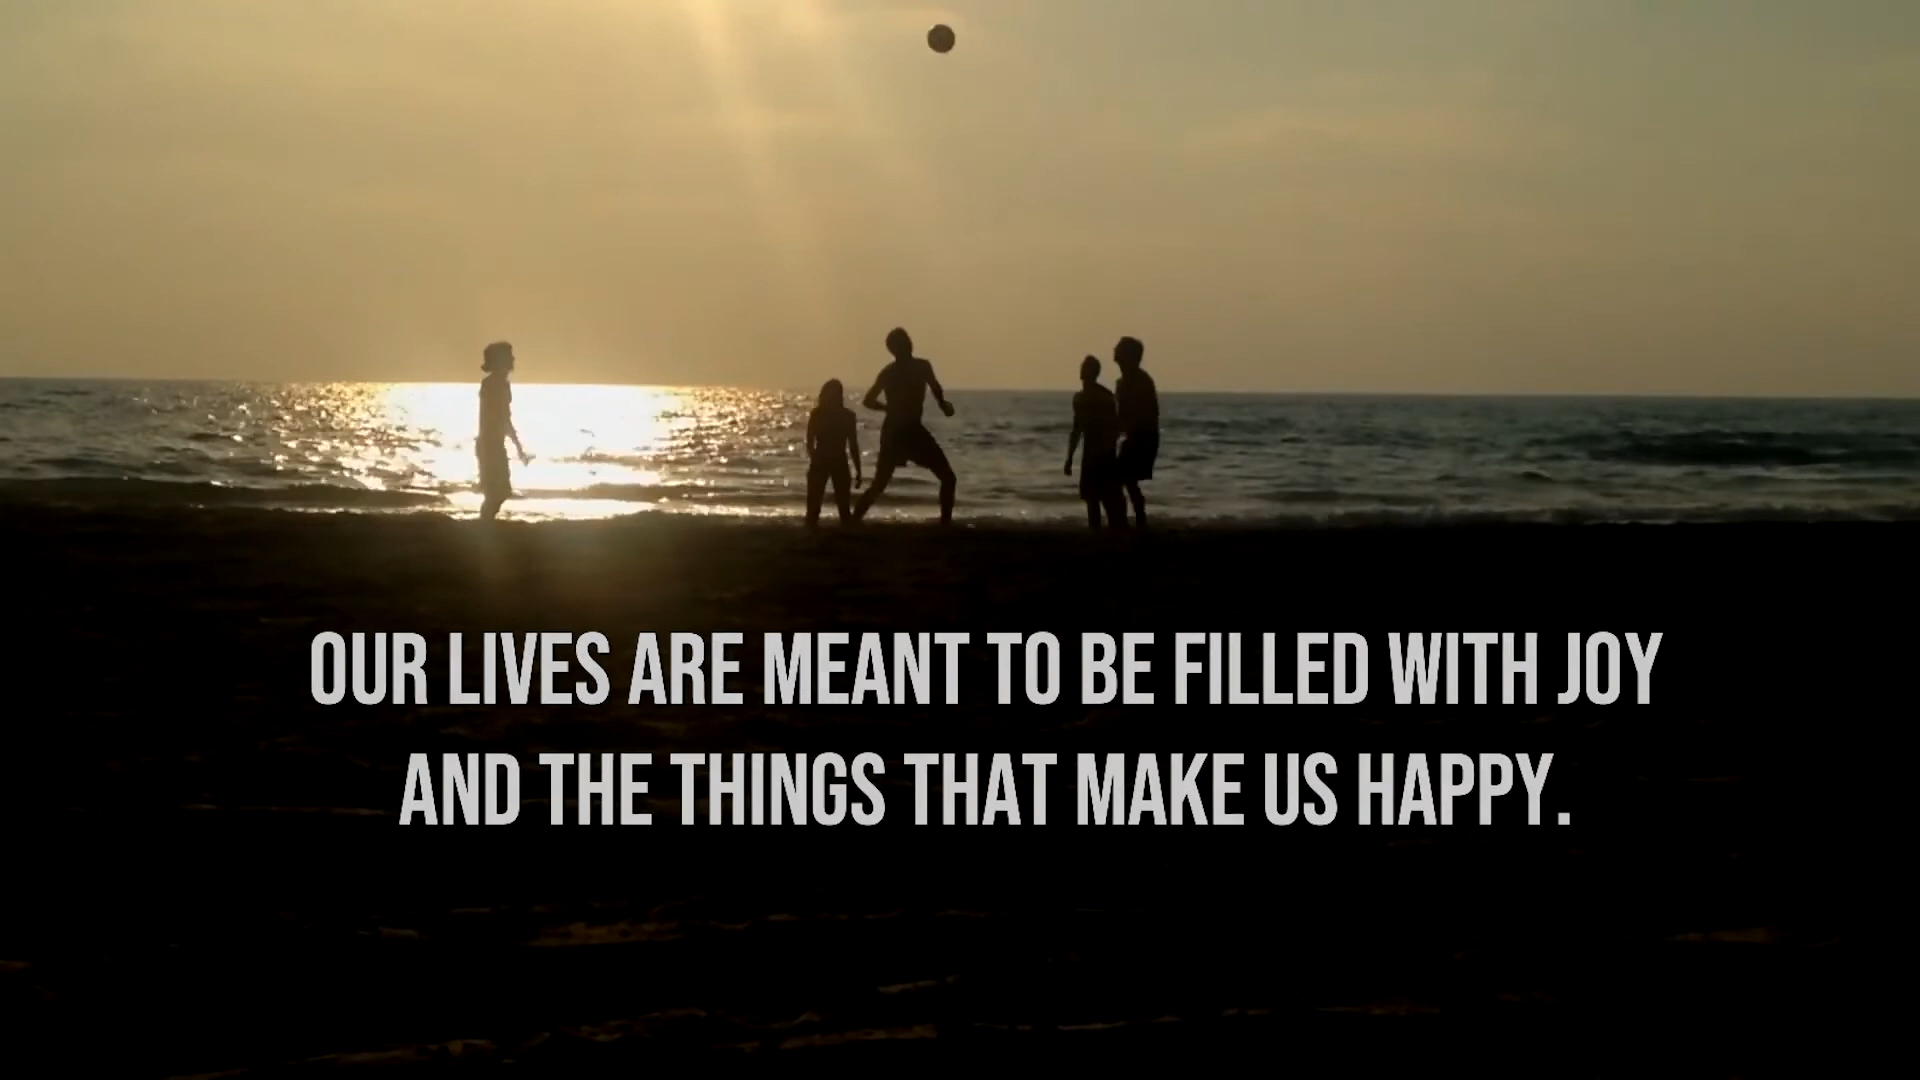 OUR LIVES ARE MEANT TO BE FILLED WITH JOY
AND THE THINGS THAT MAKE US HAPPY.